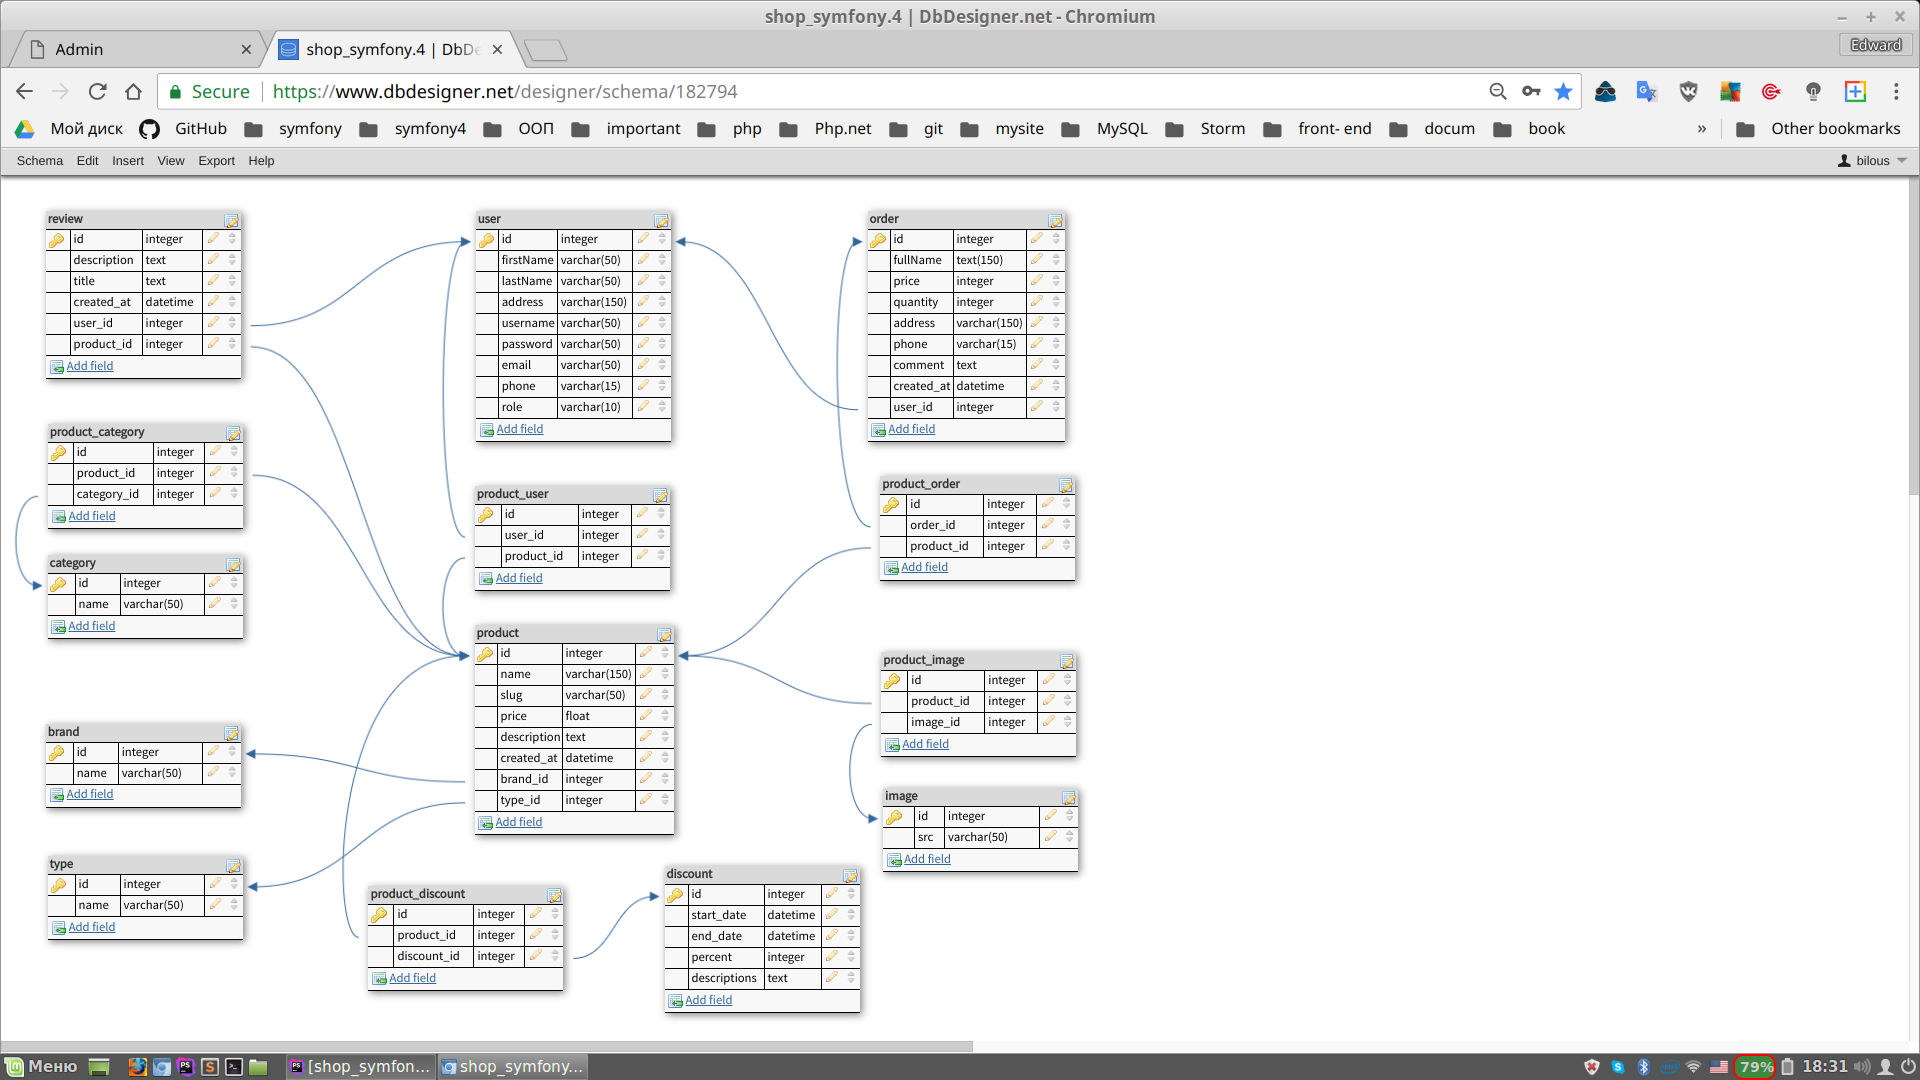 shop_symfony.4 | DbDesigner.net - Chromium
Admin
shop_symfony.4 | DbDe
Edward
Secure
https://www.dbdesigner.net/designer/schema/182794
Мой диск GitHub symfony symfony4 ООП important php Php.net git mysite MySQL Storm front- end docum book » Other bookmarks
Schema Edit Insert View Export Help
bilous
review
id integer
description text
title text
created_at datetime
user_id integer
product_id integer
Add field
user
id integer
firstName varchar(50)
lastName varchar(50)
address varchar(150)
username varchar(50)
password varchar(50)
email varchar(50)
phone varchar(15)
role varchar(10)
Add field
order
id integer
fullName text(150)
price integer
quantity integer
address varchar(150)
phone varchar(15)
comment text
created_at datetime
user_id integer
Add field
product_category
id integer
product_id integer
category_id integer
Add field
product_user
id integer
user_id integer
product_id integer
Add field
product_order
id integer
order_id integer
product_id integer
Add field
category
id integer
name varchar(50)
Add field
product
id integer
name varchar(150)
slug varchar(50)
price float
description text
created_at datetime
brand_id integer
type_id integer
Add field
product_image
id integer
product_id integer
image_id integer
Add field
brand
id integer
name varchar(50)
Add field
image
id integer
src varchar(50)
Add field
type
id integer
name varchar(50)
Add field
product_discount
id integer
product_id integer
discount_id integer
Add field
discount
id integer
start_date datetime
end_date datetime
percent integer
descriptions text
Add field
Меню
[shop_symfon...
shop_symfony...
79%
18:31